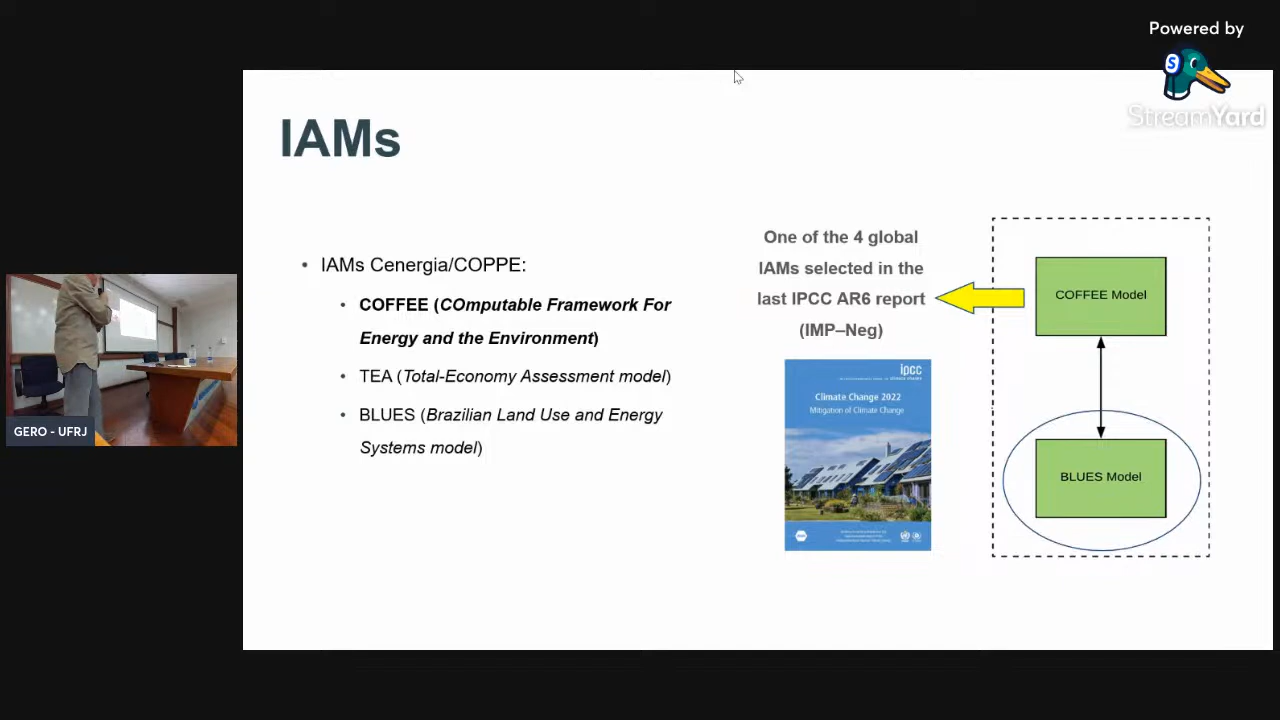 Powered by
StreamYard
IAMs
• IAMs Cenergia/COPPE:
• COFFEE (COmputable Framework For
Energy and the Environment)
• TEA (Total-Economy Assessment model)
• BLUES (Brazilian Land Use and Energy
Systems model)
One of the 4 global
IAMs selected in the
last IPCC AR6 report
(IMP–Neg)
ipcc
Climate Change 2022
Mitigation of Climate Change
COFFEE Model
BLUES Model
GERO - UFRJ